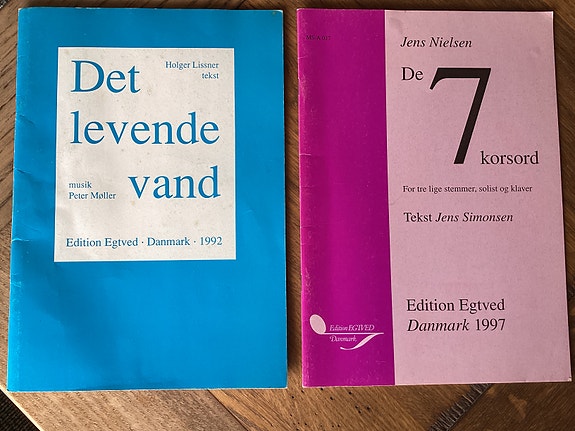 Det
Holger Lissner
tekst
levende
musik
Peter Møller
vand
Edition Egtved · Danmark · 1992
Jens Nielsen
De
7
korsord
For tre lige stemmer, solist og klaver
Tekst Jens Simonsen
Edition Egtved
Danmark 1997
Edition EGTVED
Danmark